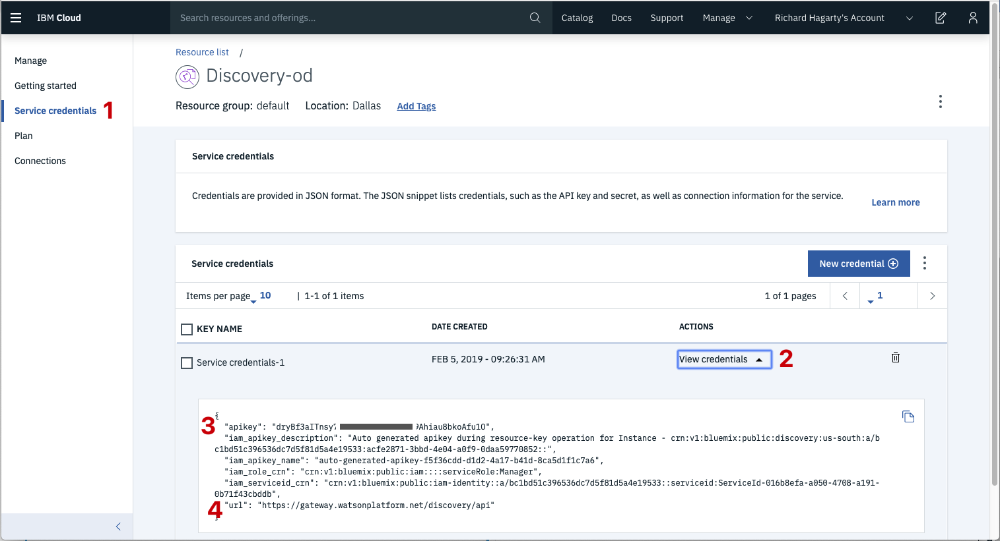 IBM Cloud
Search resources and offerings...
Catalog
Docs
Support
Manage
Richard Hagarty's Account
Manage
Getting started
Service credentials 1
Plan
Connections
Resource list /
Discovery-od
Resource group: default Location: Dallas Add Tags
Service credentials
Credentials are provided in JSON format. The JSON snippet lists credentials, such as the API key and secret, as well as connection information for the service.
Learn more
Service credentials
New credential
Items per page 10 | 1-1 of 1 items
1 of 1 pages
1
KEY NAME
DATE CREATED
ACTIONS
Service credentials-1
FEB 5, 2019 - 09:26:31 AM
View credentials
2
{
3
"apikey": "dryBf3aITnsy 9Ahiau8bkoAfu1O",
"iam_apikey_description": "Auto generated apikey during resource-key operation for Instance - crn:v1:bluemix:public:discovery:us-south:a/b
c1bd51c396536dc7d5f81d5a4e19533:acfe2871-3bbd-4e04-a0f9-0daa59770852::",
"iam_apikey_name": "auto-generated-apikey-f5f36cdd-d1d2-4a17-b41d-8ca5d1f1c7a6",
"iam_role_crn": "crn:v1:bluemix:public:iam::::serviceRole:Manager",
"iam_serviceid_crn": "crn:v1:bluemix:public:iam-identity::a/bc1bd51c396536dc7d5f81d5a4e19533::serviceid:ServiceId-016b8efa-a050-4708-a191-
0b71f43cbddb",
4
"url": "https://gateway.watsonplatform.net/discovery/api"
}